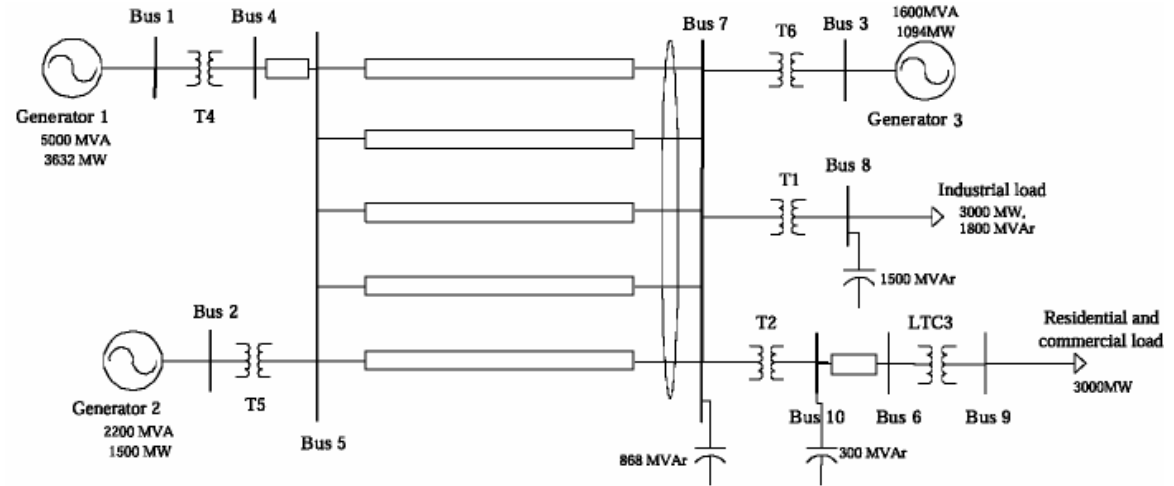 Bus 1
Bus 4
Bus 7
T6
Bus 3
1600MVA
1094MW
Generator 1
5000 MVA
3632 MW
T4
Generator 3
T1
Bus 8
Industrial load
3000 MW,
1800 MVAr
1500 MVAr
Bus 2
T5
Generator 2
2200 MVA
1500 MW
Bus 5
T2
LTC3
Residential and
commercial load
3000MW
Bus 10
Bus 6
Bus 9
868 MVAr
300 MVAr